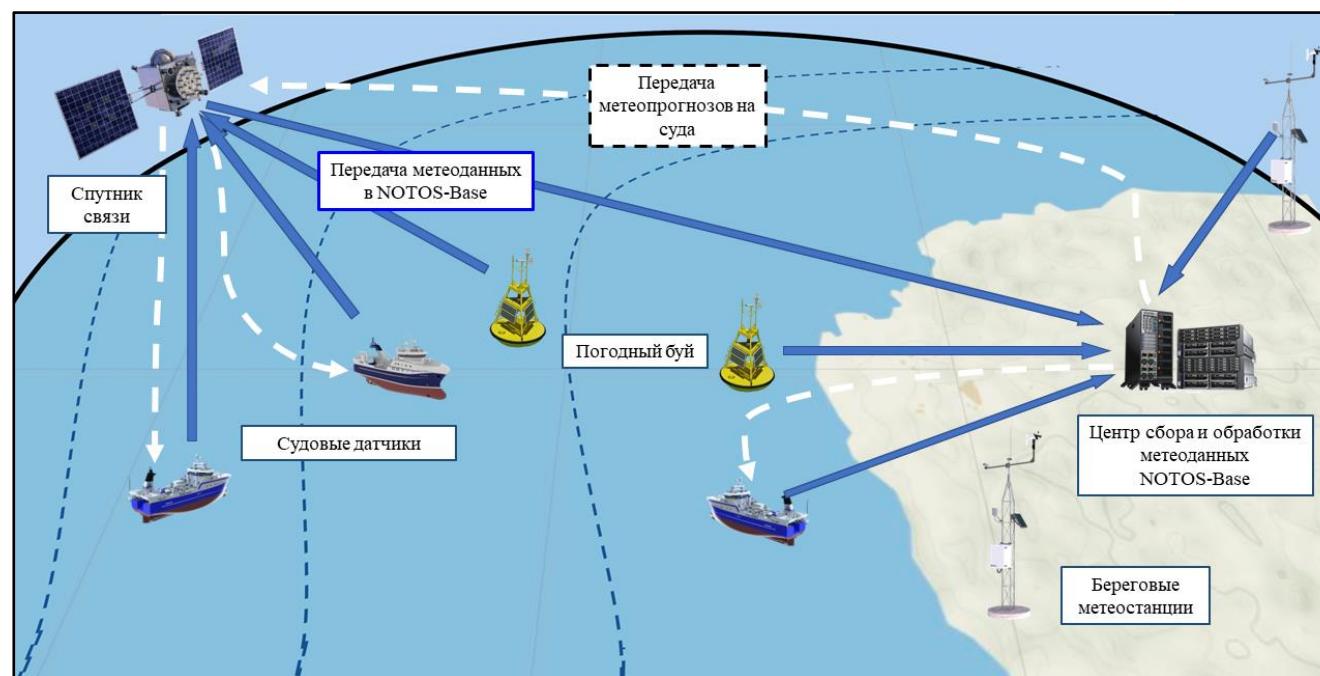 Передача
метеопрогнозов на
суда
Спутник
связи
Передача метеоданных
в NOTOS-Base
Погодный буй
Судовые датчики
Центр сбора и обработки
метеоданных
NOTOS-Base
Береговые
метеостанции